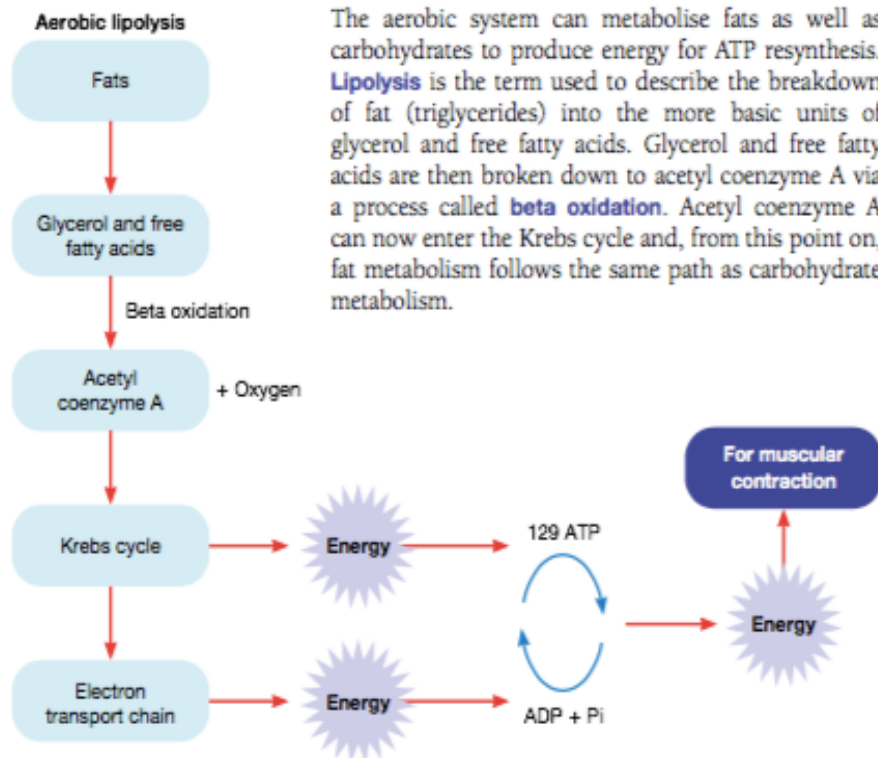 Aerobic lipolysis
Fats
Glycerol and free
fatty acids
Beta oxidation
Acetyl
coenzyme A
+ Oxygen
Krebs cycle
Energy
129 ATP
For muscular
contraction
Energy
Electron
transport chain
Energy
ADP + Pi
The aerobic system can metabolise fats as well as
carbohydrates to produce energy for ATP resynthesis.
Lipolysis is the term used to describe the breakdown
of fat (triglycerides) into the more basic units of
glycerol and free fatty acids. Glycerol and free fatty
acids are then broken down to acetyl coenzyme A via
a process called beta oxidation. Acetyl coenzyme A
can now enter the Krebs cycle and, from this point on,
fat metabolism follows the same path as carbohydrate
metabolism.